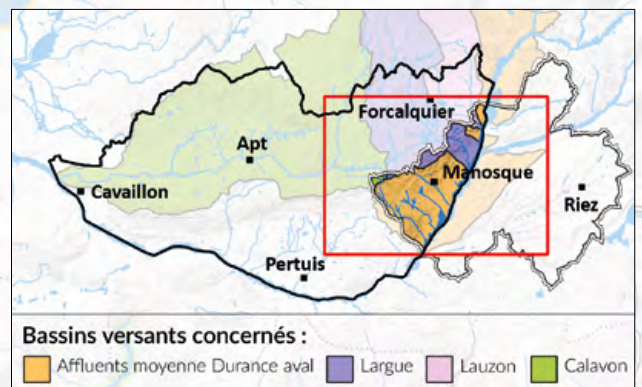 Forcalquier
Apt
Manosque
Cavaillon
Riez
Pertuis
Bassins versants concernés :
Affluents moyenne Durance aval
Largue
Lauzon
Calavon